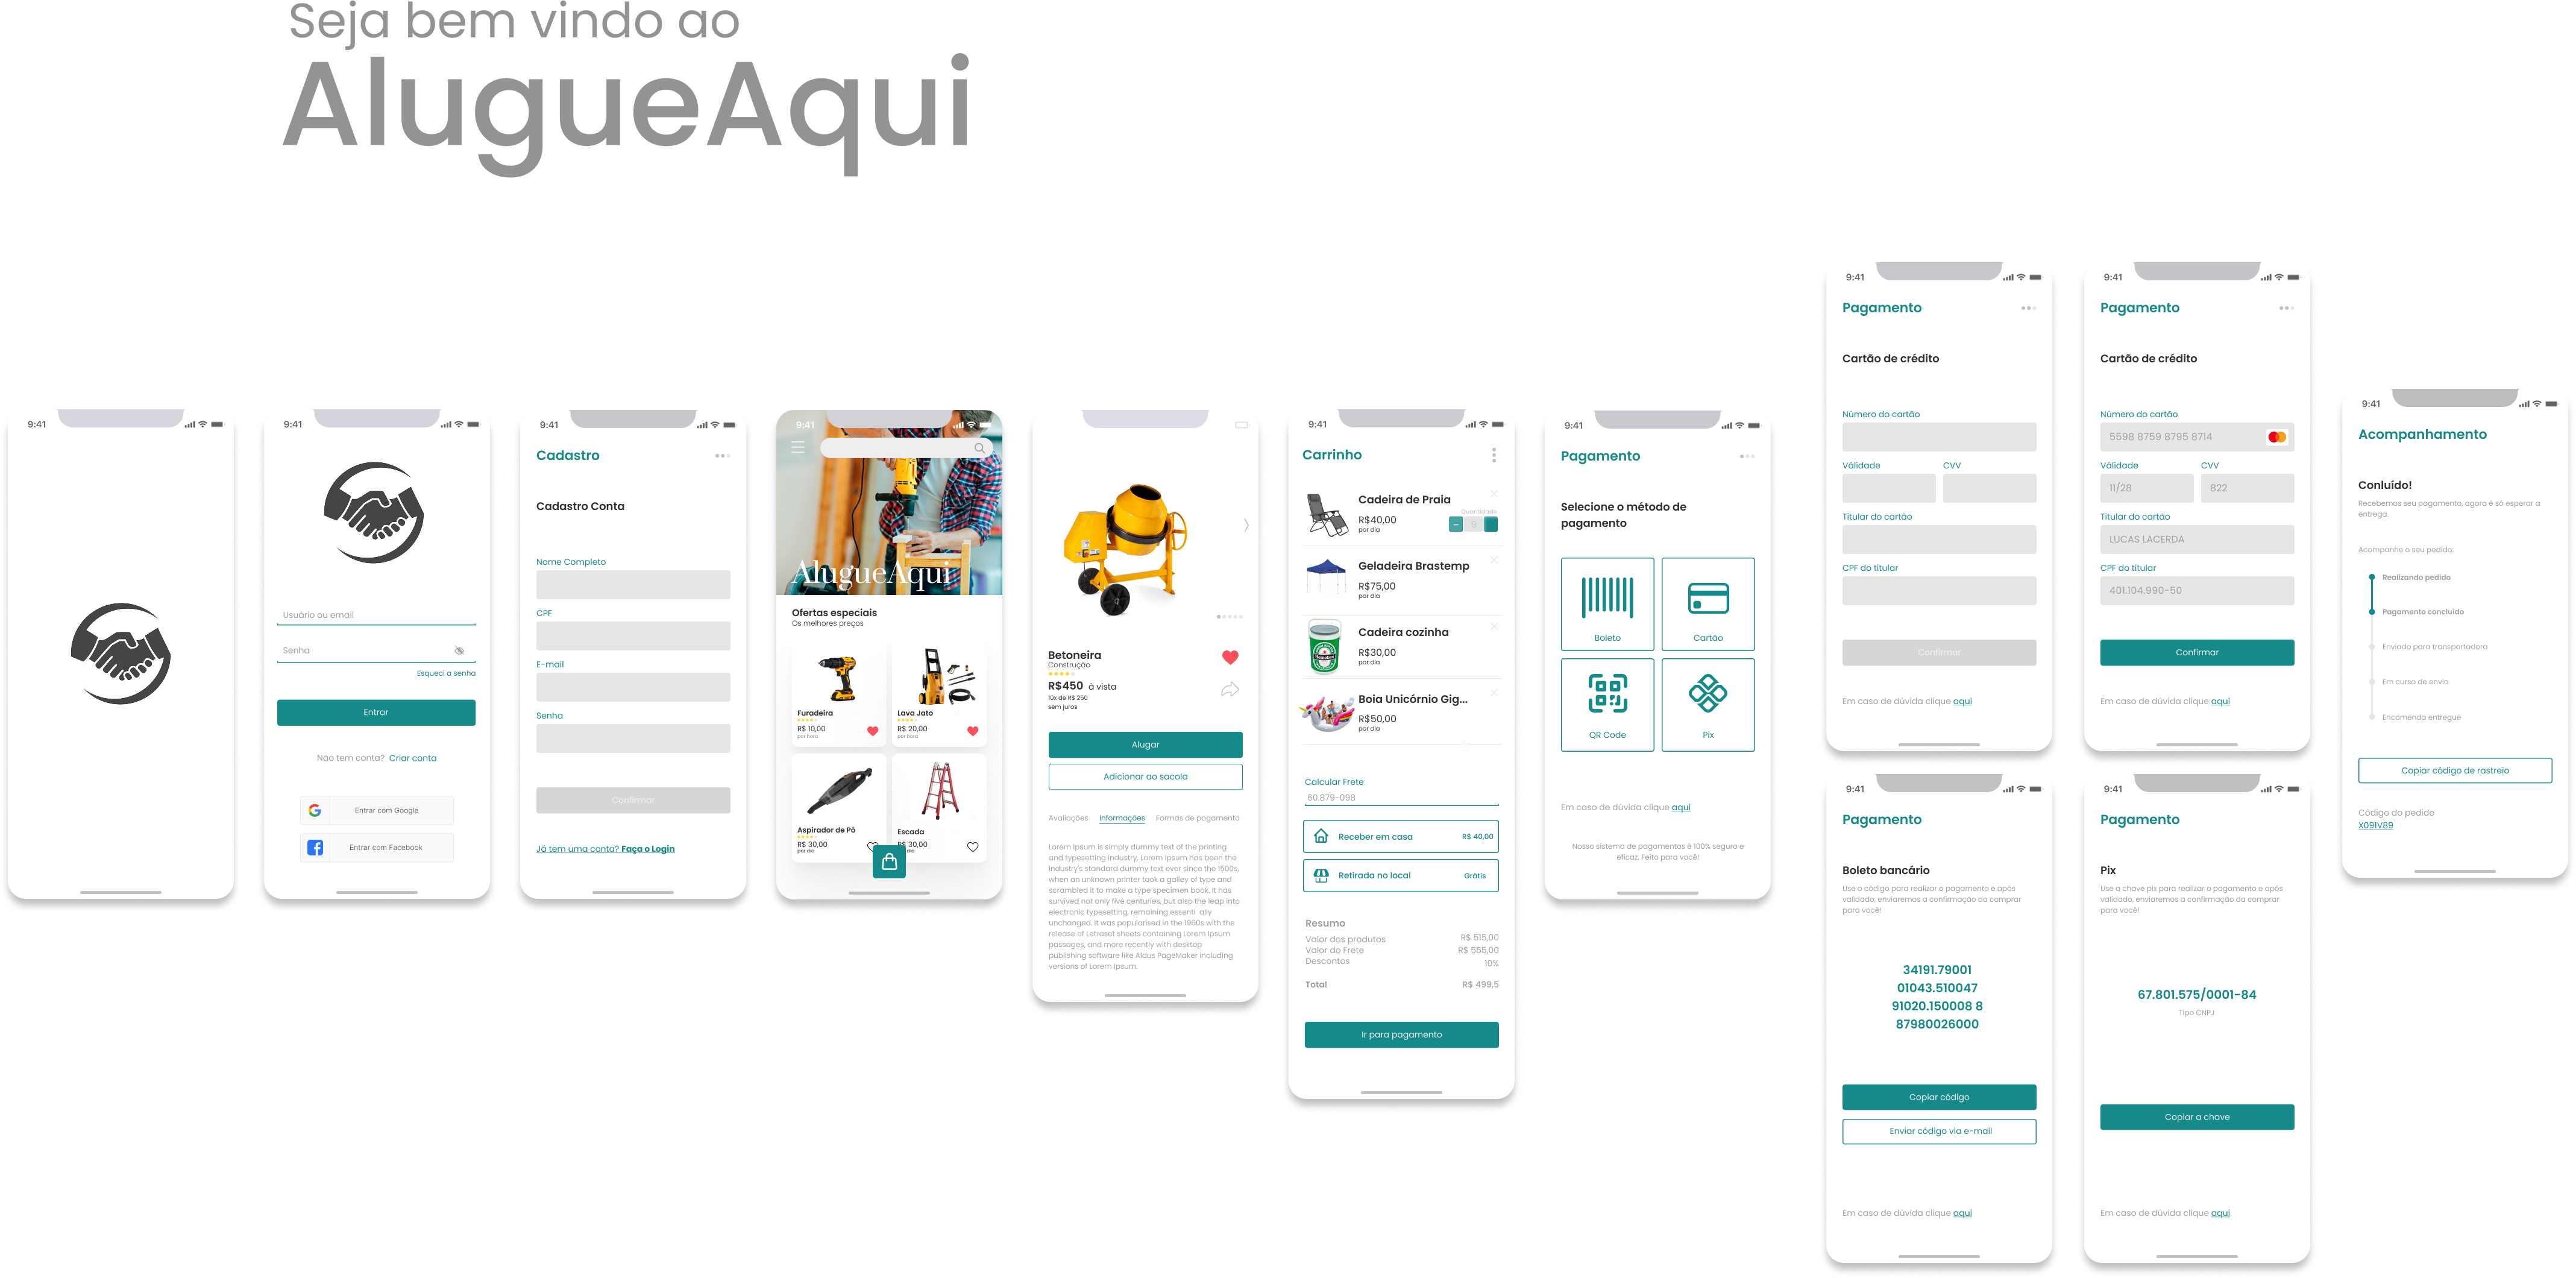 Seja bem vindo ao
AlugueAqui
9:41
9:41
Usuário ou email
Senha
Esqueci a senha
Entrar
Não tem conta? Criar conta
Entrar com Google
Entrar com Facebook
9:41
Cadastro
Cadastro Conta
Nome Completo
CPF
E-mail
Senha
Confirmar
Já tem uma conta? Faça o Login
9:41
AlugueAqui
Ofertas especiais
Os melhores preços
Furadeira
R$ 10,00
por hora
Lava Jato
R$ 20,00
por hora
Aspirador de Pó
R$ 30,00
por dia
Escada
R$ 30,00
dia
Betoneira
Construção
R$450 à vista
10x de R$ 250
sem juros
Alugar
Adicionar ao sacola
Avaliações Informações Formas de pagamento
Lorem Ipsum is simply dummy text of the printing
and typesetting industry. Lorem Ipsum has been the
industry's standard dummy text ever since the 1500s,
when an unknown printer took a galley of type and
scrambled it to make a type specimen book. It has
survived not only five centuries, but also the leap into
electronic typesetting, remaining essenti ally
unchanged. It was popularised in the 1960s with the
release of Letraset sheets containing Lorem Ipsum
passages, and more recently with desktop
publishing software like Aldus PageMaker including
versions of Lorem Ipsum.
9:41
Carrinho
Cadeira de Praia
R$40,00
por dia
Quantidade
- 9
Geladeira Brastemp
R$75,00
por dia
Cadeira cozinha
R$30,00
por dia
Boia Unicórnio Gig...
R$50,00
por dia
Calcular Frete
60.879-098
Receber em casa R$ 40,00
Retirada no local Grátis
Resumo
Valor dos produtos R$ 515,00
Valor do Frete R$ 555,00
Descontos 10%
Total R$ 499,5
Ir para pagamento
9:41
Pagamento
Selecione o método de
pagamento
Boleto
Cartão
QR Code
Pix
Em caso de dúvida clique aqui
Nosso sistema de pagamentos é 100% seguro e
eficaz. Feito para você!
9:41
Pagamento
Cartão de crédito
Número do cartão
Válidade CVV
Titular do cartão
CPF do titular
Confirmar
Em caso de dúvida clique aqui
9:41
Pagamento
Cartão de crédito
Número do cartão
5598 8759 8795 8714
Válidade CVV
11/28 822
Titular do cartão
LUCAS LACERDA
CPF do titular
401.104.990-50
Confirmar
Em caso de dúvida clique aqui
9:41
Pagamento
Boleto bancário
Use o código para realizar o pagamento e após
validado, enviaremos a confirmação da comprar
para você!
34191.79001
01043.510047
91020.150008 8
87980026000
Copiar código
Enviar código via e-mail
Em caso de dúvida clique aqui
9:41
Pagamento
Pix
Use a chave pix para realizar o pagamento e após
validado, enviaremos a confirmação da comprar
para você!
67.801.575/0001-84
Tipo CNPJ
Copiar a chave
Em caso de dúvida clique aqui
9:41
Acompanhamento
Conluído!
Recebemos seu pagamento, agora é só esperar a
entrega.
Acompanhe o seu pedido:
Realizando pedido
Pagamento concluído
Enviado para transportadora
Em curso de envio
Encomenda entregue
Copiar código de rastreio
Código do pedido
X091V89